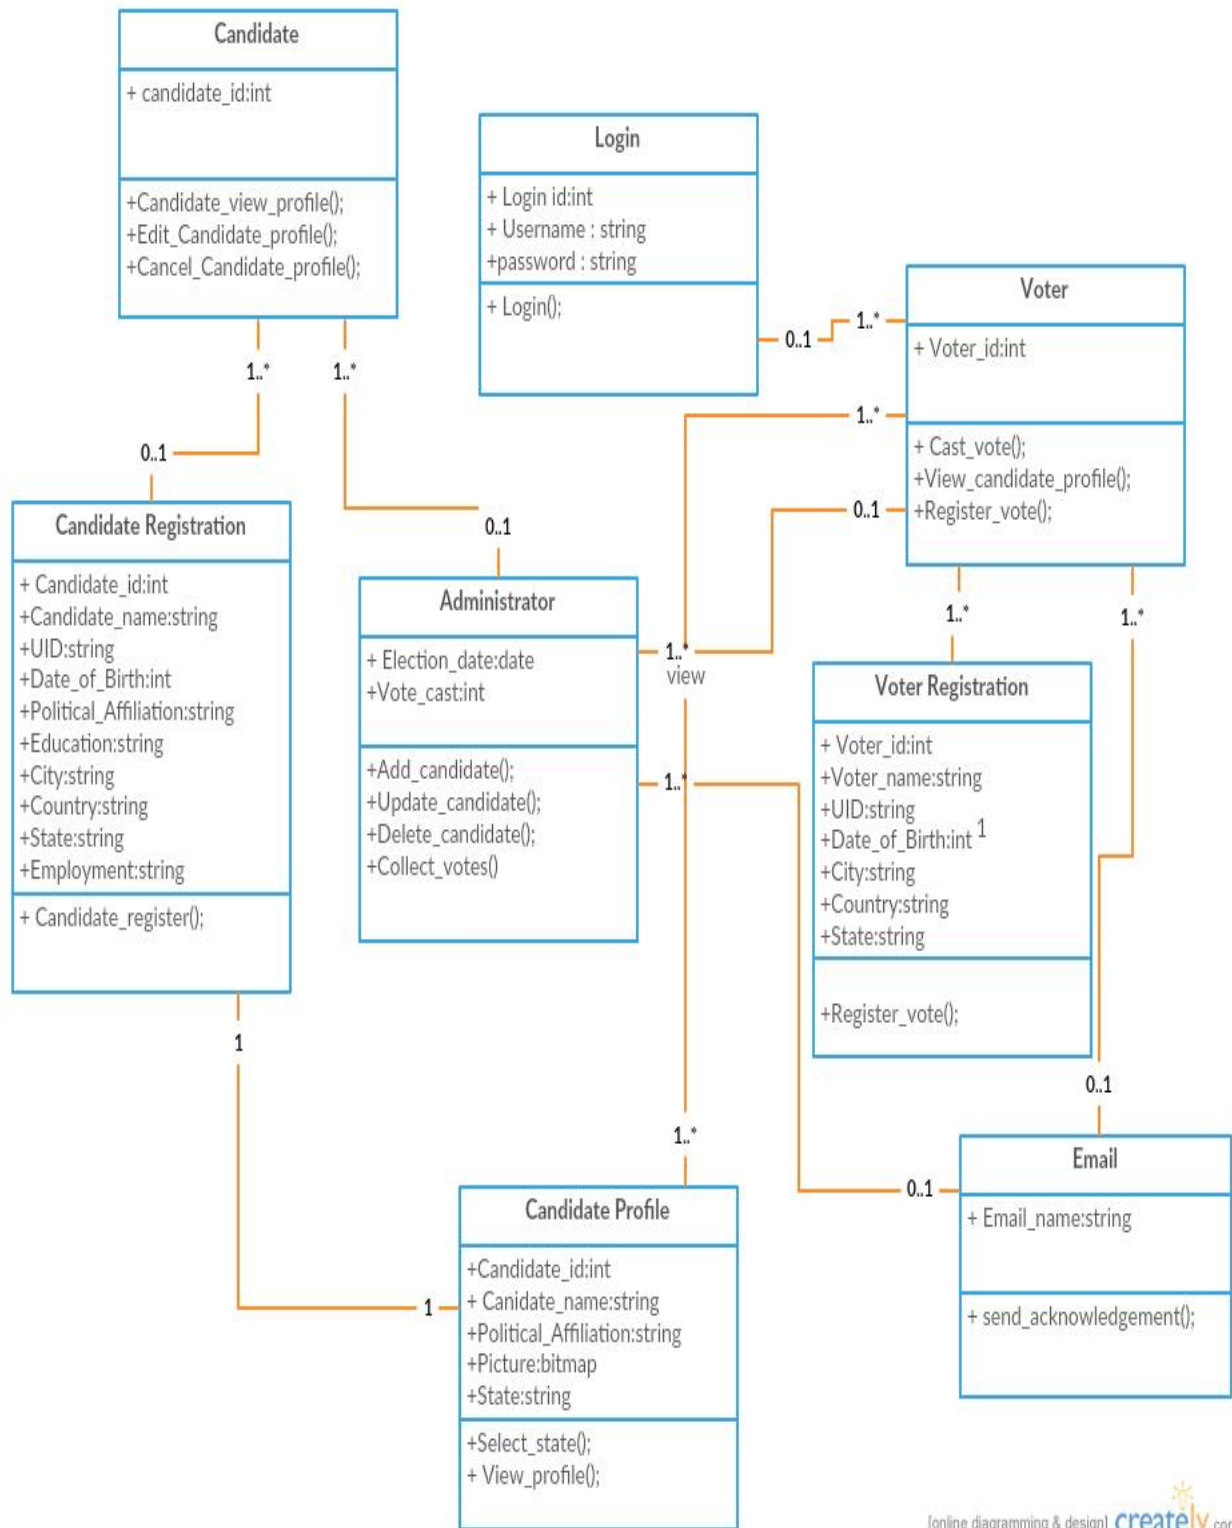 Candidate
+ candidate_id:int
+Candidate_view_profile();
+Edit_Candidate_profile();
+Cancel_Candidate_profile();
Login
+ Login id:int
+ Username : string
+password : string
+ Login();
Voter
+ Voter_id:int
+ Cast_vote();
+View_candidate_profile();
+Register_vote();
0..1
1..*
1..*
0..1
1..*
1..*
0..1
0..1
1..*
1..*
Candidate Registration
+ Candidate_id:int
+Candidate_name:string
+UID:string
+Date_of_Birth:int
+Political_Affiliation:string
+Education:string
+City:string
+Country:string
+State:string
+Employment:string
+ Candidate_register();
Administrator
+ Election_date:date
+Vote_cast:int
+Add_candidate();
+Update_candidate();
+Delete_candidate();
+Collect_votes()
1..*
view
1..*
Voter Registration
+ Voter_id:int
+Voter_name:string
+UID:string
+Date_of_Birth:int 1
+City:string
+Country:string
+State:string
+Register_vote();
1
1
1..*
0..1
0..1
Candidate Profile
+Candidate_id:int
+ Canidate_name:string
+Political_Affiliation:string
+Picture:bitmap
+State:string
+Select_state();
+ View_profile();
Email
+ Email_name:string
+ send_acknowledgement();
[online diagramming & design] creately.com